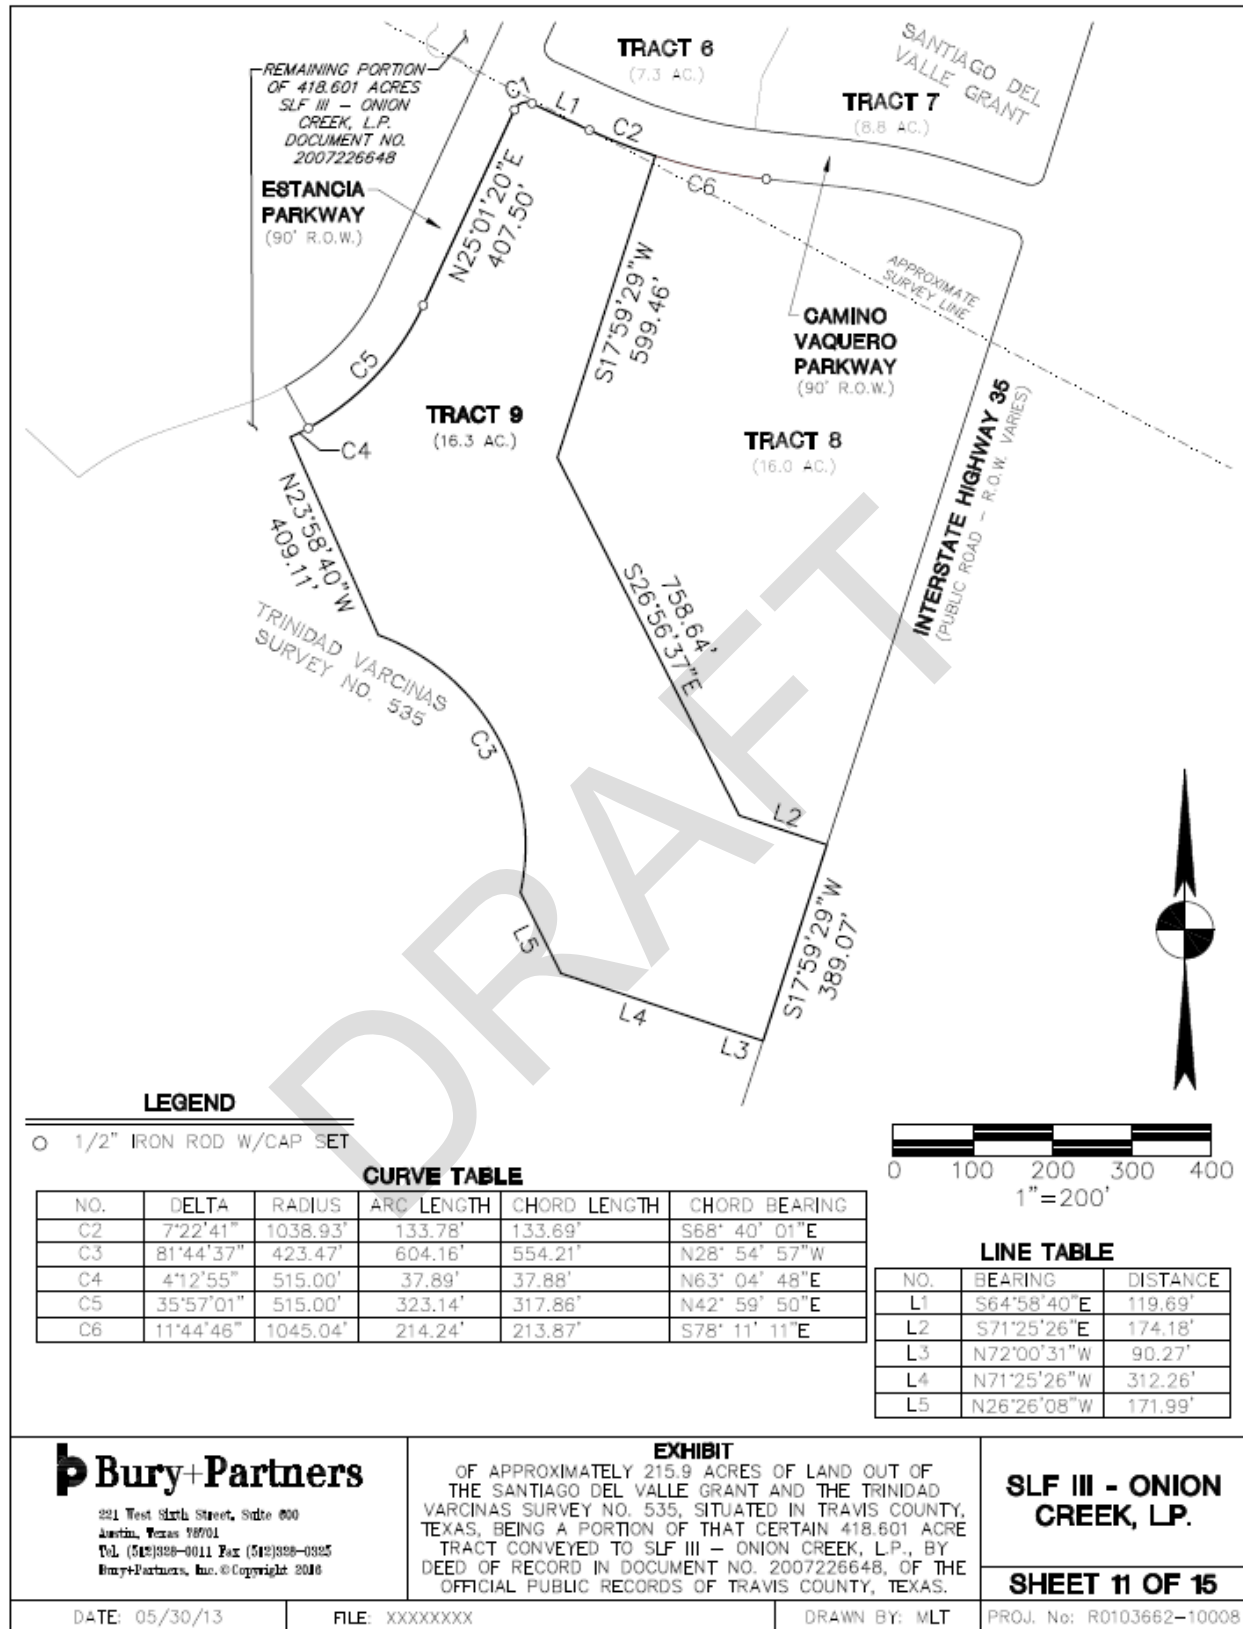 REMAINING PORTION
OF 418.601 ACRES
SLF III – ONION
CREEK, L.P.
DOCUMENT NO.
2007226648
ESTANCIA
PARKWAY
(90' R.O.W.)
TRACT 6
(7.3 AC.)
TRACT 7
(8.8 AC.)
SANTIAGO DEL
VALLE GRANT
C1
L1
C2
C6
N25°01'20"E
407.50'
S17°59'29"W
599.46'
APPROXIMATE
SURVEY LINE
CAMINO
VAQUERO
PARKWAY
(90' R.O.W.)
C5
C4
TRACT 9
(16.3 AC.)
TRACT 8
(16.0 AC.)
INTERSTATE HIGHWAY 35
(PUBLIC ROAD – R.O.W. VARIES)
N23°58'40"W
409.11'
758.64'
S26°56'37"E
TRINIDAD VARCINAS
SURVEY NO. 535
C3
L2
L5
S17°59'29"W
389.07'
L4
L3
DRAFT
LEGEND
1/2" IRON ROD W/CAP SET
0 100 200 300 400
1"=200'
CURVE TABLE
NO. DELTA RADIUS ARC LENGTH CHORD LENGTH CHORD BEARING
C2 7°22'41" 1038.93' 133.78' 133.69' S68° 40' 01"E
C3 81°44'37" 423.47' 604.16' 554.21' N28° 54' 57"W
C4 4°12'55" 515.00' 37.89' 37.88' N63° 04' 48"E
C5 35°57'01" 515.00' 323.14' 317.86' N42° 59' 50"E
C6 11°44'46" 1045.04' 214.24' 213.87' S78° 11' 11"E
LINE TABLE
NO. BEARING DISTANCE
L1 S64°58'40"E 119.69'
L2 S71°25'26"E 174.18'
L3 N72°00'31"W 90.27'
L4 N71°25'26"W 312.26'
L5 N26°26'08"W 171.99'
Bury+Partners
221 West Sixth Street, Suite 600
Austin, Texas 78701
Tel. (512)328-0011 Fax (512)328-0325
Bury+Partners, Inc. © Copyright 2016
EXHIBIT
OF APPROXIMATELY 215.9 ACRES OF LAND OUT OF
THE SANTIAGO DEL VALLE GRANT AND THE TRINIDAD
VARCINAS SURVEY NO. 535, SITUATED IN TRAVIS COUNTY,
TEXAS, BEING A PORTION OF THAT CERTAIN 418.601 ACRE
TRACT CONVEYED TO SLF III – ONION CREEK, L.P., BY
DEED OF RECORD IN DOCUMENT NO. 2007226648, OF THE
OFFICIAL PUBLIC RECORDS OF TRAVIS COUNTY, TEXAS.
SLF III - ONION
CREEK, L.P.
SHEET 11 OF 15
DATE: 05/30/13
FILE: XXXXXXXX
DRAWN BY: MLT
PROJ. No: R0103662–10008